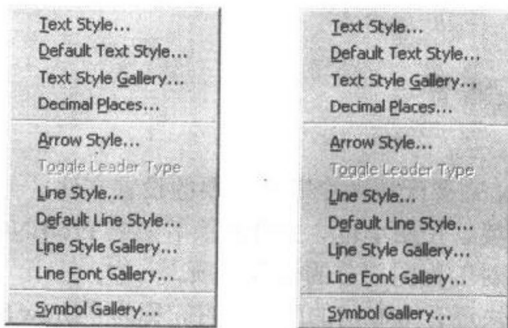 Text Style...
Default Text Style...
Text Style Gallery...
Decimal Places...
Arrow Style...
Toggle Leader Type
Line Style...
Default Line Style...
Line Style Gallery...
Line Font Gallery...
Symbol Gallery...
Text Style...
Default Text Style...
Text Style Gallery...
Decimal Places...
Arrow Style...
Toggle Leader Type
Line Style...
Default Line Style...
Line Style Gallery...
Line Font Gallery...
Symbol Gallery...